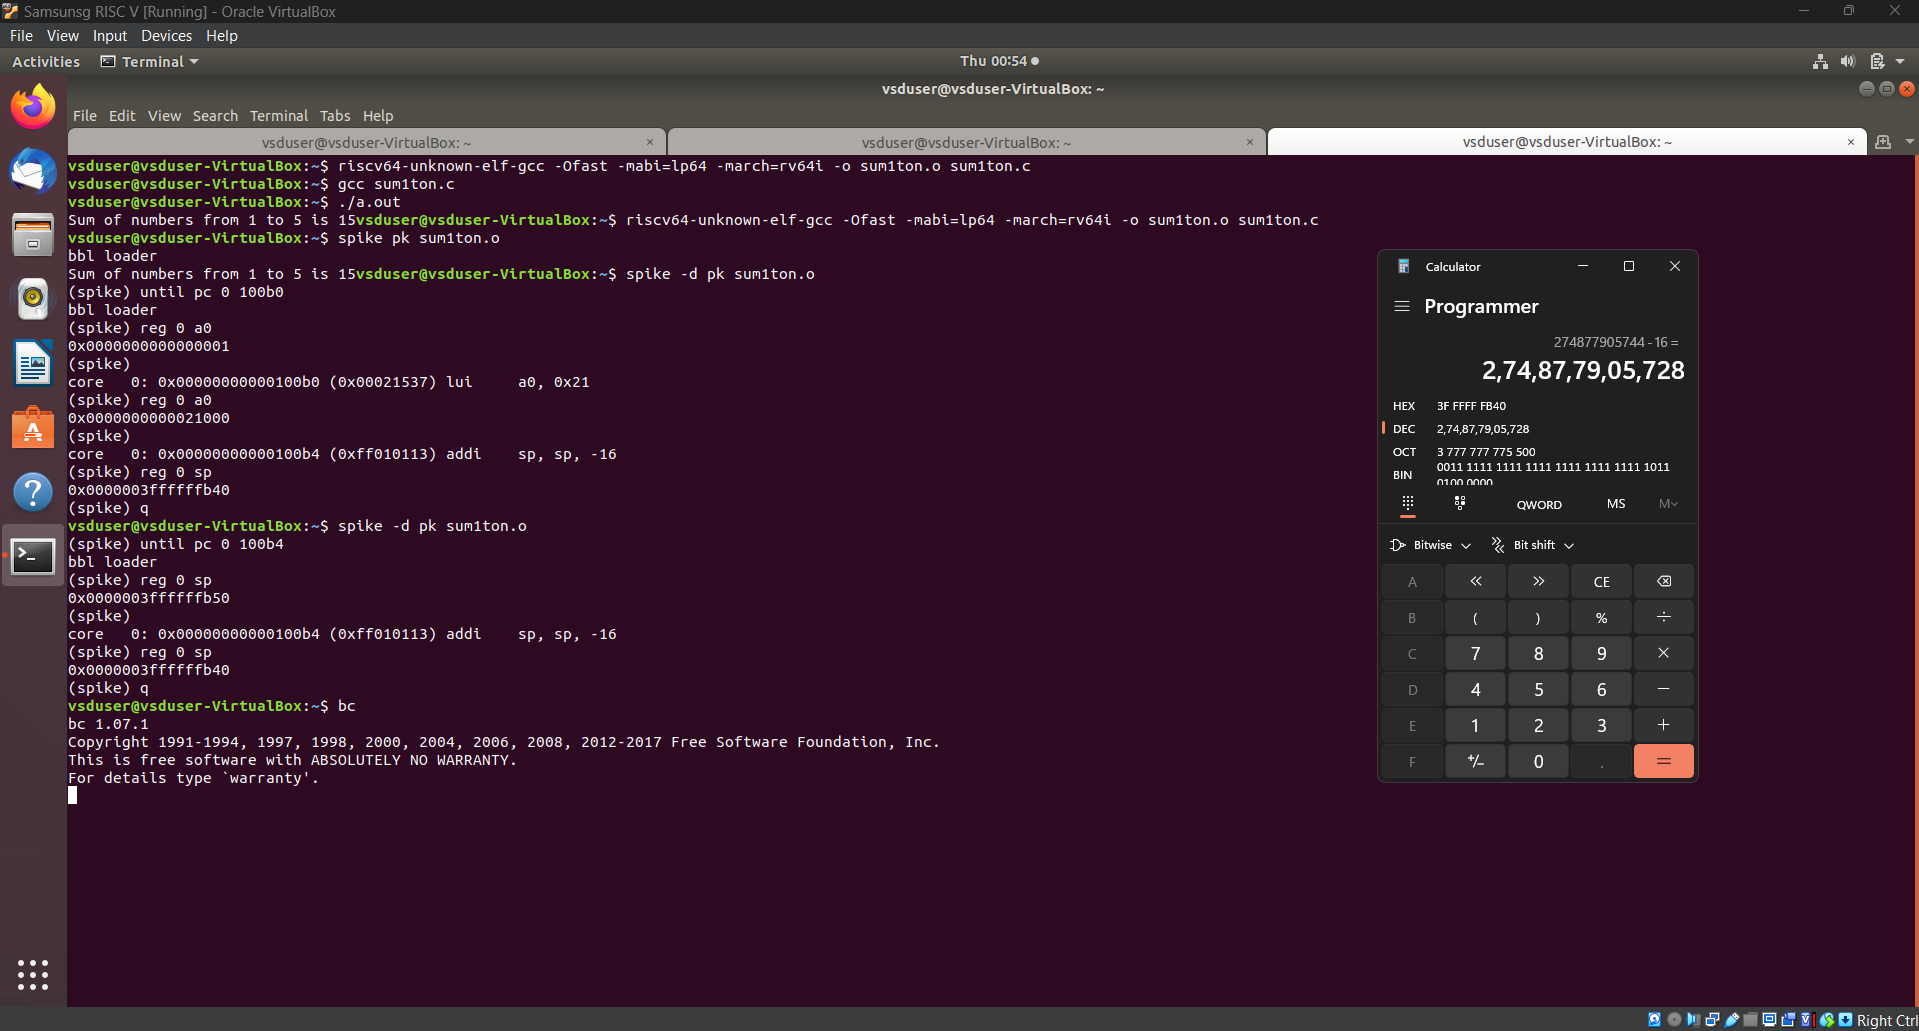 Samsunsg RISC V [Running] - Oracle VirtualBox
File View Input Devices Help
Activities Terminal Thu 00:54
vsduser@vsduser-VirtualBox: ~
File Edit View Search Terminal Tabs Help
vsduser@vsduser-VirtualBox: ~ × vsduser@vsduser-VirtualBox: ~ × vsduser@vsduser-VirtualBox: ~ ×
vsduser@vsduser-VirtualBox:~$ riscv64-unknown-elf-gcc -Ofast -mabi=lp64 -march=rv64i -o sum1ton.o sum1ton.c
vsduser@vsduser-VirtualBox:~$ gcc sum1ton.c
vsduser@vsduser-VirtualBox:~$ ./a.out
Sum of numbers from 1 to 5 is 15vsduser@vsduser-VirtualBox:~$ riscv64-unknown-elf-gcc -Ofast -mabi=lp64 -march=rv64i -o sum1ton.o sum1ton.c
vsduser@vsduser-VirtualBox:~$ spike pk sum1ton.o
bbl loader
Sum of numbers from 1 to 5 is 15vsduser@vsduser-VirtualBox:~$ spike -d pk sum1ton.o
(spike) until pc 0 100b0
bbl loader
(spike) reg 0 a0
0x0000000000000001
(spike)
core   0: 0x00000000000100b0 (0x00021537) lui     a0, 0x21
(spike) reg 0 a0
0x0000000000021000
(spike)
core   0: 0x00000000000100b4 (0xff010113) addi    sp, sp, -16
(spike) reg 0 sp
0x0000003ffffffb40
(spike) q
vsduser@vsduser-VirtualBox:~$ spike -d pk sum1ton.o
(spike) until pc 0 100b4
bbl loader
(spike) reg 0 sp
0x0000003ffffffb50
(spike)
core   0: 0x00000000000100b4 (0xff010113) addi    sp, sp, -16
(spike) reg 0 sp
0x0000003ffffffb40
(spike) q
vsduser@vsduser-VirtualBox:~$ bc
bc 1.07.1
Copyright 1991-1994, 1997, 1998, 2000, 2004, 2006, 2008, 2012-2017 Free Software Foundation, Inc.
This is free software with ABSOLUTELY NO WARRANTY.
For details type `warranty'.
Calculator
Programmer
274877905744 - 16 =
2,74,87,79,05,728
HEX 3F FFFF FB40
DEC 2,74,87,79,05,728
OCT 3 777 777 775 500
BIN 0011 1111 1111 1111 1111 1111 1111 1011
0100 0000
QWORD MS M
Bitwise Bit shift
A « » CE
B ( ) % ÷
C 7 8 9 ×
D 4 5 6 −
E 1 2 3 +
F +/− 0 . =
Right Ctrl